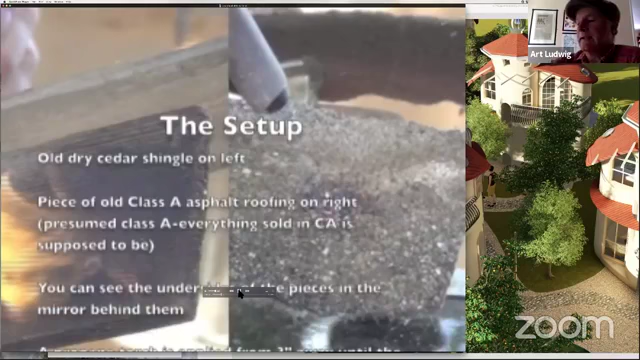 Art Ludwig
The Setup
Old dry cedar shingle on left
Piece of old Class A asphalt roofing on right
(presumed class A-everything sold in CA is
supposed to be)
You can see the of the pieces in the
mirror behind them
zoom